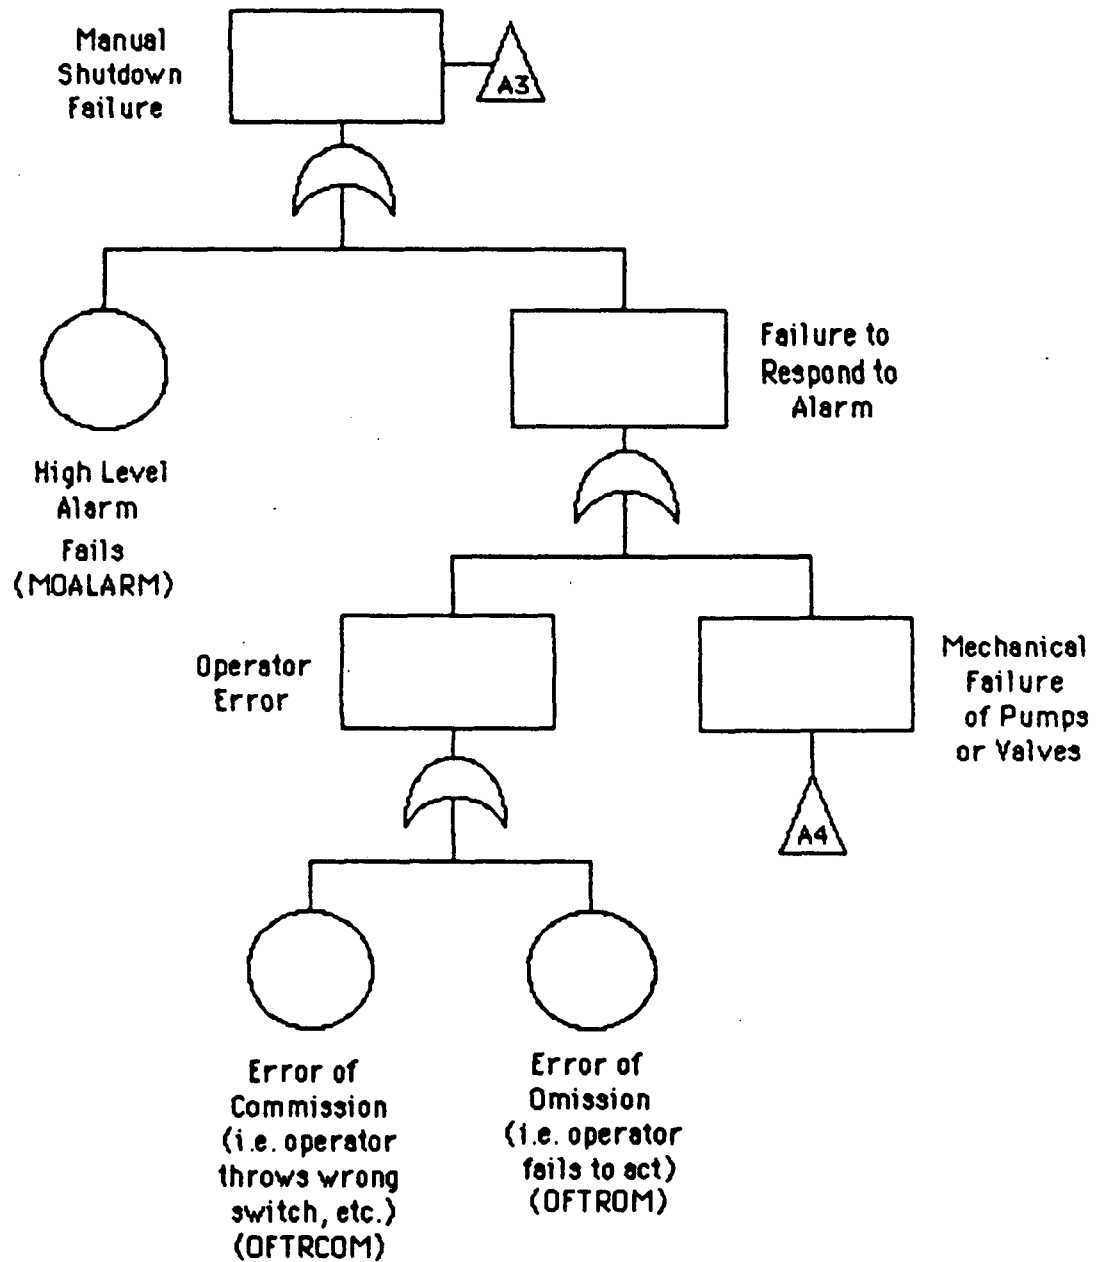 Manual
Shutdown
Failure
A3
High Level
Alarm
Fails
(MOALARM)
Failure to
Respond to
Alarm
Operator
Error
Mechanical
Failure
of Pumps
or Valves
A4
Error of
Commission
(i.e. operator
throws wrong
switch, etc.)
(OFTRCOM)
Error of
Omission
(i.e. operator
fails to act)
(OFTROM)